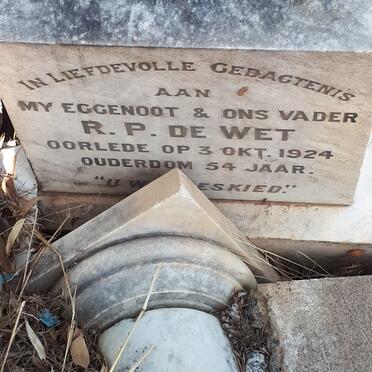 IN LIEFDEVOLLE GEDAGTENIS
AAN
MY EGGENOOT & ONS VADER
R. P. DE WET
OORLEDE OP 3 OKT. 1924
OUDERDOM 54 JAAR.
"U ESKIED."